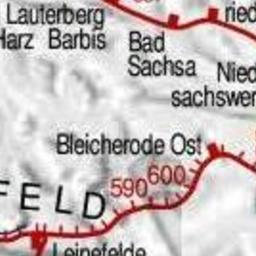 Lauterberg
Harz Barbis
Bad
Sachsa
Nied
sachswer
Bleicherode Ost
590 600
FELD
Leinefelde